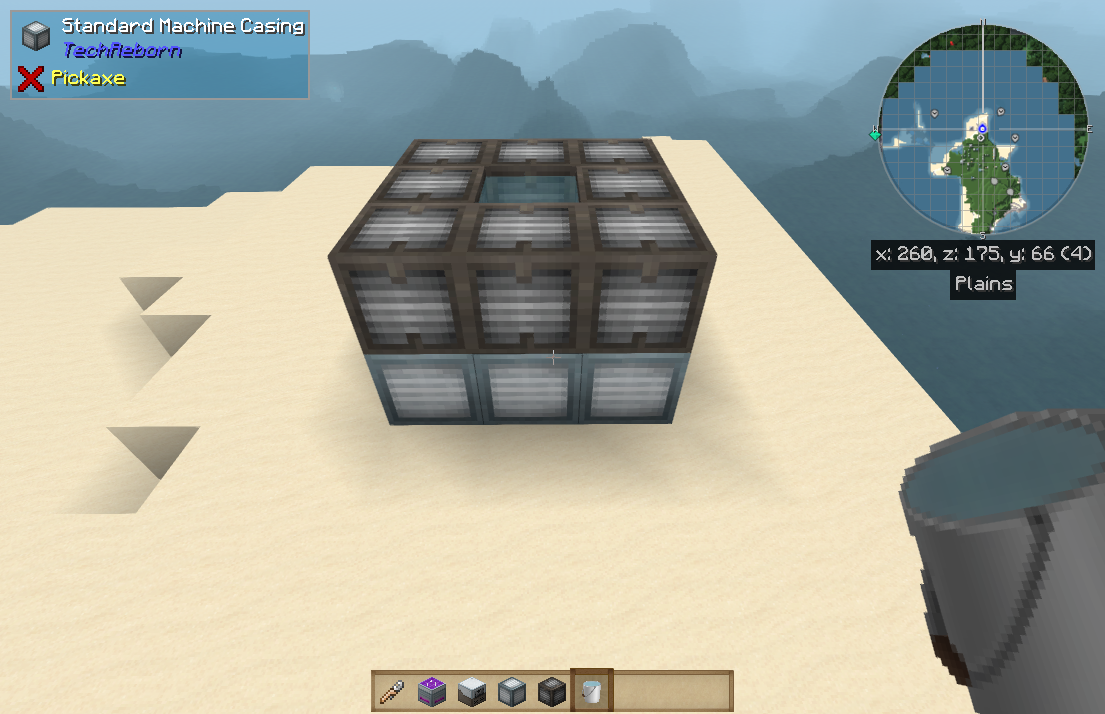 Standard Machine Casing
TechReborn
Pickaxe
N
W
E
S
x: 260, z: 175, y: 66 (4)
Plains